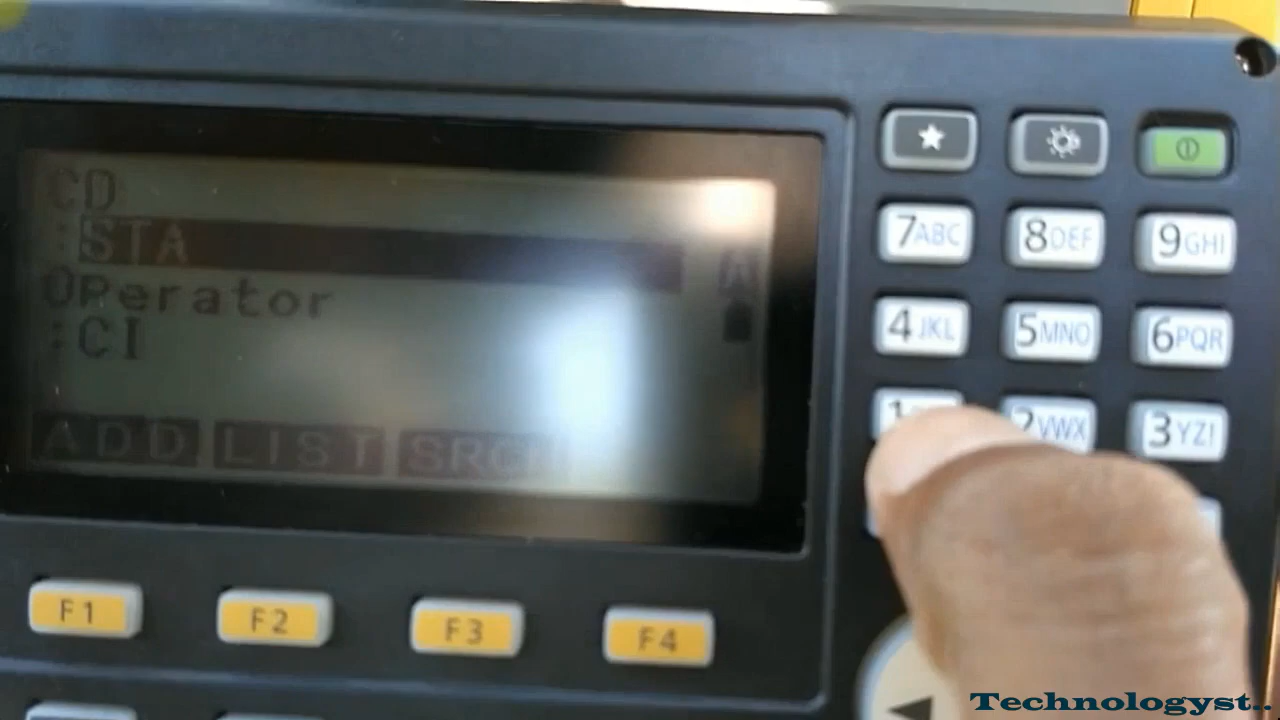 CD
:STA
A
Operator
:CI
ADD LIST SRCH
F1 F2 F3 F4
7ABC 8DEF 9GHI
4JKL 5MNO 6PQR
1 2VWX 3YZ!
Technologyst..